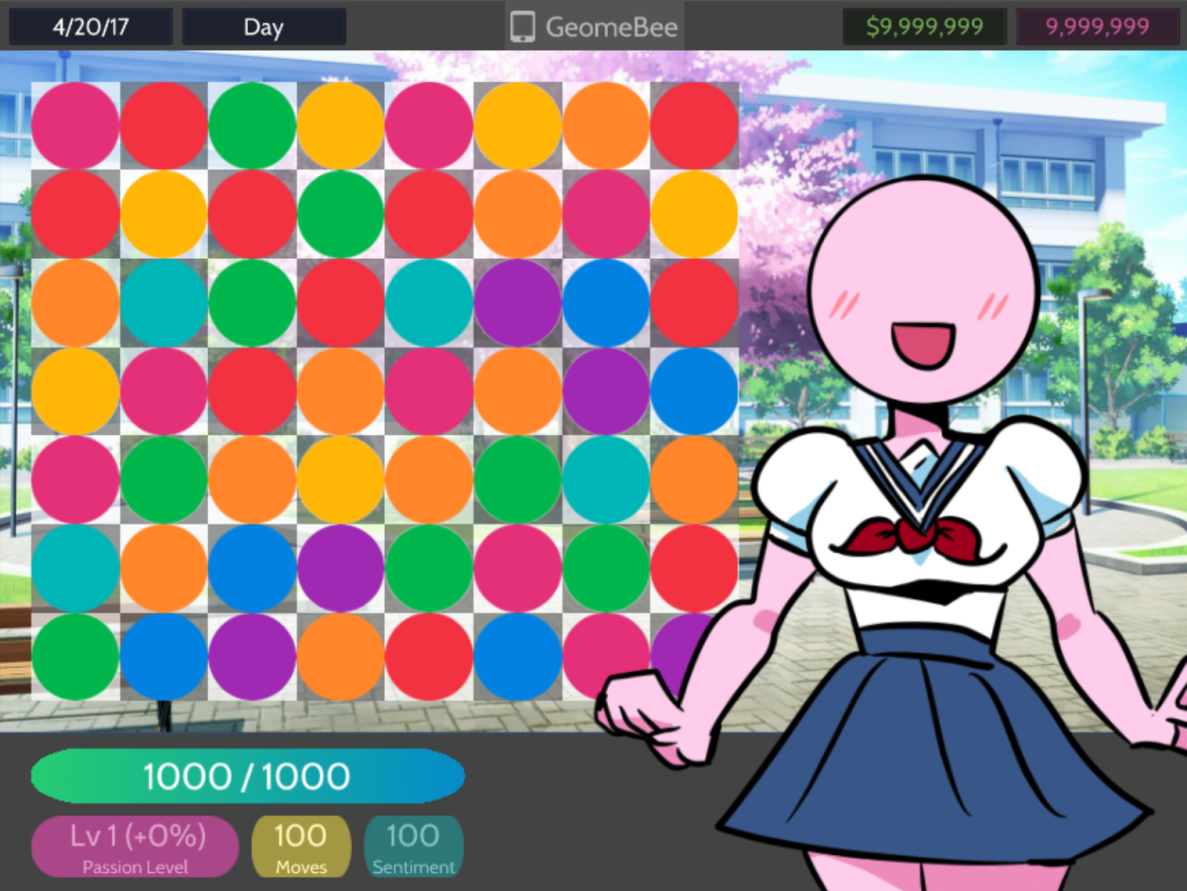 4/20/17
Day
GeomeBee
$9,999,999
9,999,999
1000 / 1000
Lv 1 (+0%)
Passion Level
100
Moves
100
Sentiment